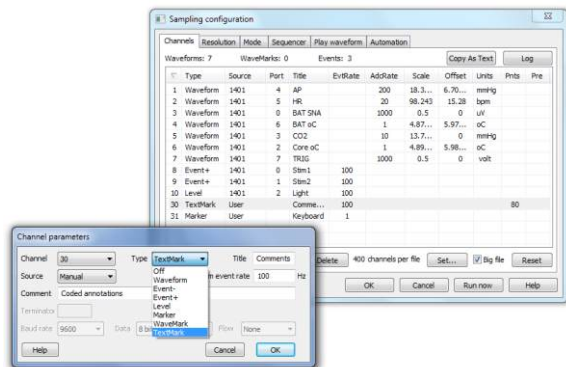 Sampling configuration
Channels Resolution Mode Sequencer Play waveform Automation
Waveforms: 7 WaveMarks: 0 Events: 3 Copy As Text Log
Type Source Port Title EvtRate AdcRate Scale Offset Units Pnts Pre
1 Waveform 1401 4 AP 200 18.3... 6.70... mmHg
2 Waveform 1401 5 HR 20 98.243 15.28 bpm
3 Waveform 1401 0 BAT SNA 1000 0.5 0 uV
4 Waveform 1401 6 BAT oC 1 4.87... 5.97... oC
5 Waveform 1401 3 CO2 10 13.7... 0 mmHg
6 Waveform 1401 2 Core oC 1 4.89... 5.98... oC
7 Waveform 1401 7 TRIG 1000 0.5 0 volt
8 Event+ 1401 0 Stim1 100
9 Event+ 1401 1 Stim2 100
10 Level 1401 2 Light 100
30 TextMark User Comme... 100 80
31 Marker User Keyboard 1
Delete 400 channels per file Set... Big file Reset
OK Cancel Run now Help
Channel parameters
Channel 30 Type TextMark Title Comments
Source Manual event rate 100 Hz
Comment Coded annotations
Terminator
Baud rate 9600 Data 8 Flow None
Off
Waveform
Event-
Event+
Level
Marker
WaveMark
TextMark
Help Cancel OK